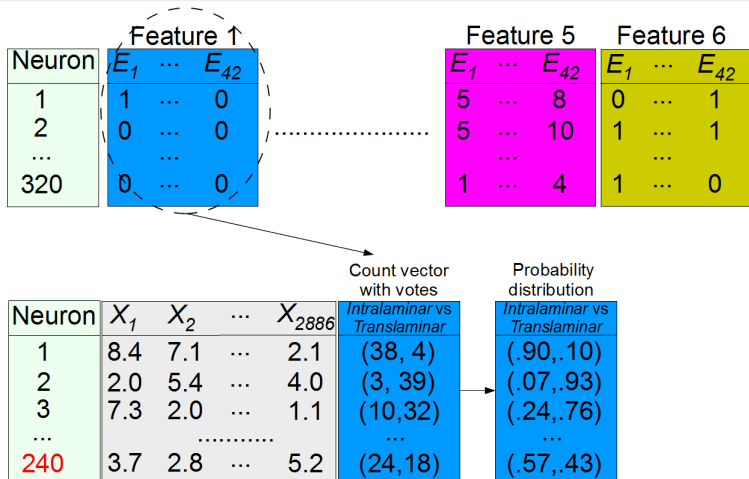 Feature 1 Feature 5 Feature 6
Neuron E1 ... E42 E1 ... E42 E1 ... E42
1 1 ... 0 5 ... 8 0 ... 1
2 0 ... 0 ...................... 5 ... 10 1 ... 1
... ... ... ...
320 0 ... 0 1 ... 4 1 ... 0
Count vector Probability
with votes distribution
Neuron X1 X2 ... X2886 Intralaminar vs Intralaminar vs
Translaminar Translaminar
1 8.4 7.1 ... 2.1 (38, 4) (.90,.10)
2 2.0 5.4 ... 4.0 (3, 39) (.07,.93)
3 7.3 2.0 ... 1.1 (10,32) (.24,.76)
... ........... ... ...
240 3.7 2.8 ... 5.2 (24,18) (.57,.43)